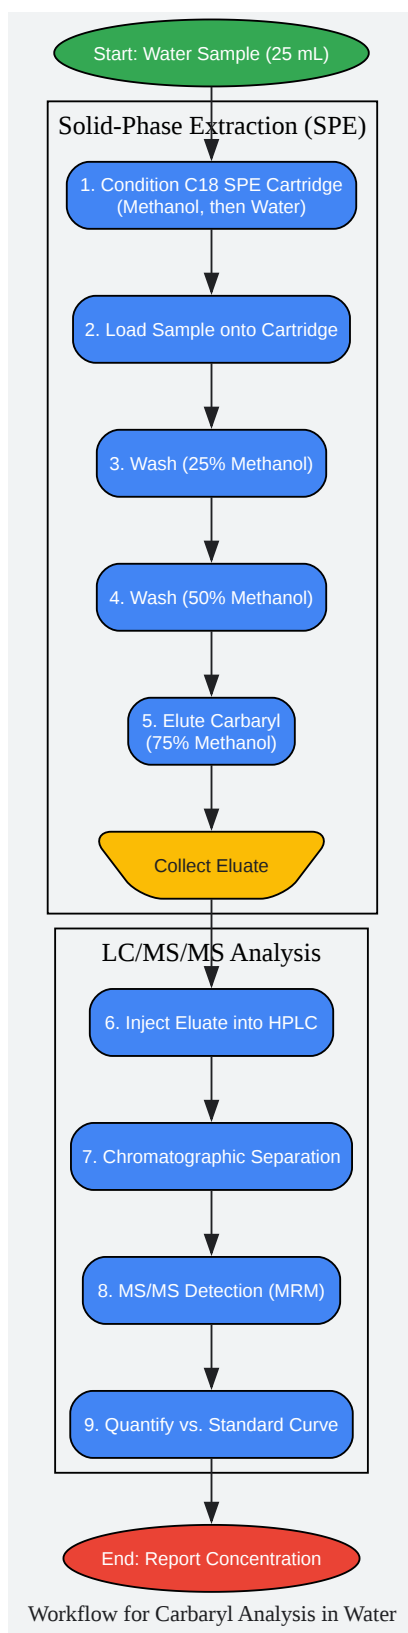 Start: Water Sample (25 mL)
Solid-Phase Extraction (SPE)
1. Condition C18 SPE Cartridge
(Methanol, then Water)
2. Load Sample onto Cartridge
3. Wash (25% Methanol)
4. Wash (50% Methanol)
5. Elute Carbaryl
(75% Methanol)
Collect Eluate
LC/MS/MS Analysis
6. Inject Eluate into HPLC
7. Chromatographic Separation
8. MS/MS Detection (MRM)
9. Quantify vs. Standard Curve
End: Report Concentration
Workflow for Carbaryl Analysis in Water